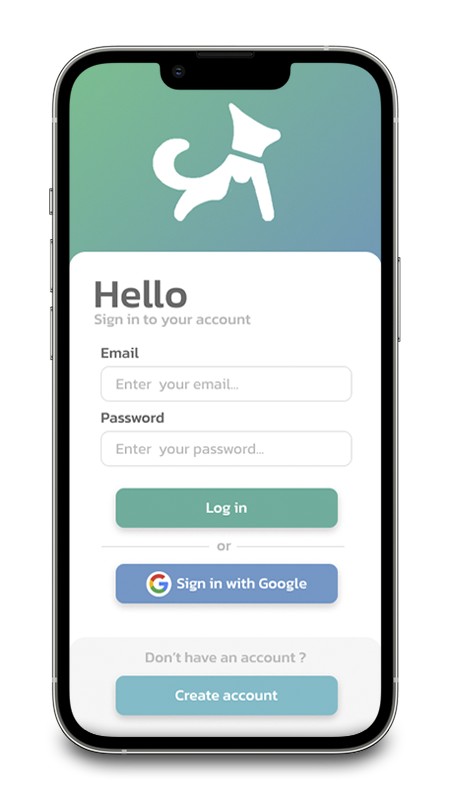 Hello
Sign in to your account
Email
Enter  your email...
Password
Enter  your password...
Log in
or
Sign in with Google
Don't have an account ?
Create account